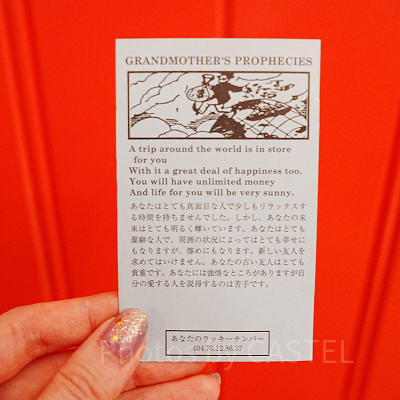 GRANDMOTHER'S PROPHECIES
A trip around the world is in store
for you
With it a great deal of happiness too.
You will have unlimited money
And life for you will be very sunny.
あなたはとても真面目な人で少しもリラックスす
る時間を持ちませんでした。しかし、あなたの未
来はとても明るく輝いています。あなたはとても
潔癖な人で、周囲の状況によってはとても幸せに
もなりますが、惨めにもなります。新しい友人を
求めてはいけません。あなたの古い友人はとても
貴重です。あなたには強情なところがありますが自
分の愛する人を説得するのは苦手です。
あなたのラッキーナンバー
404.70.12.86.37
Photos by CASTEL